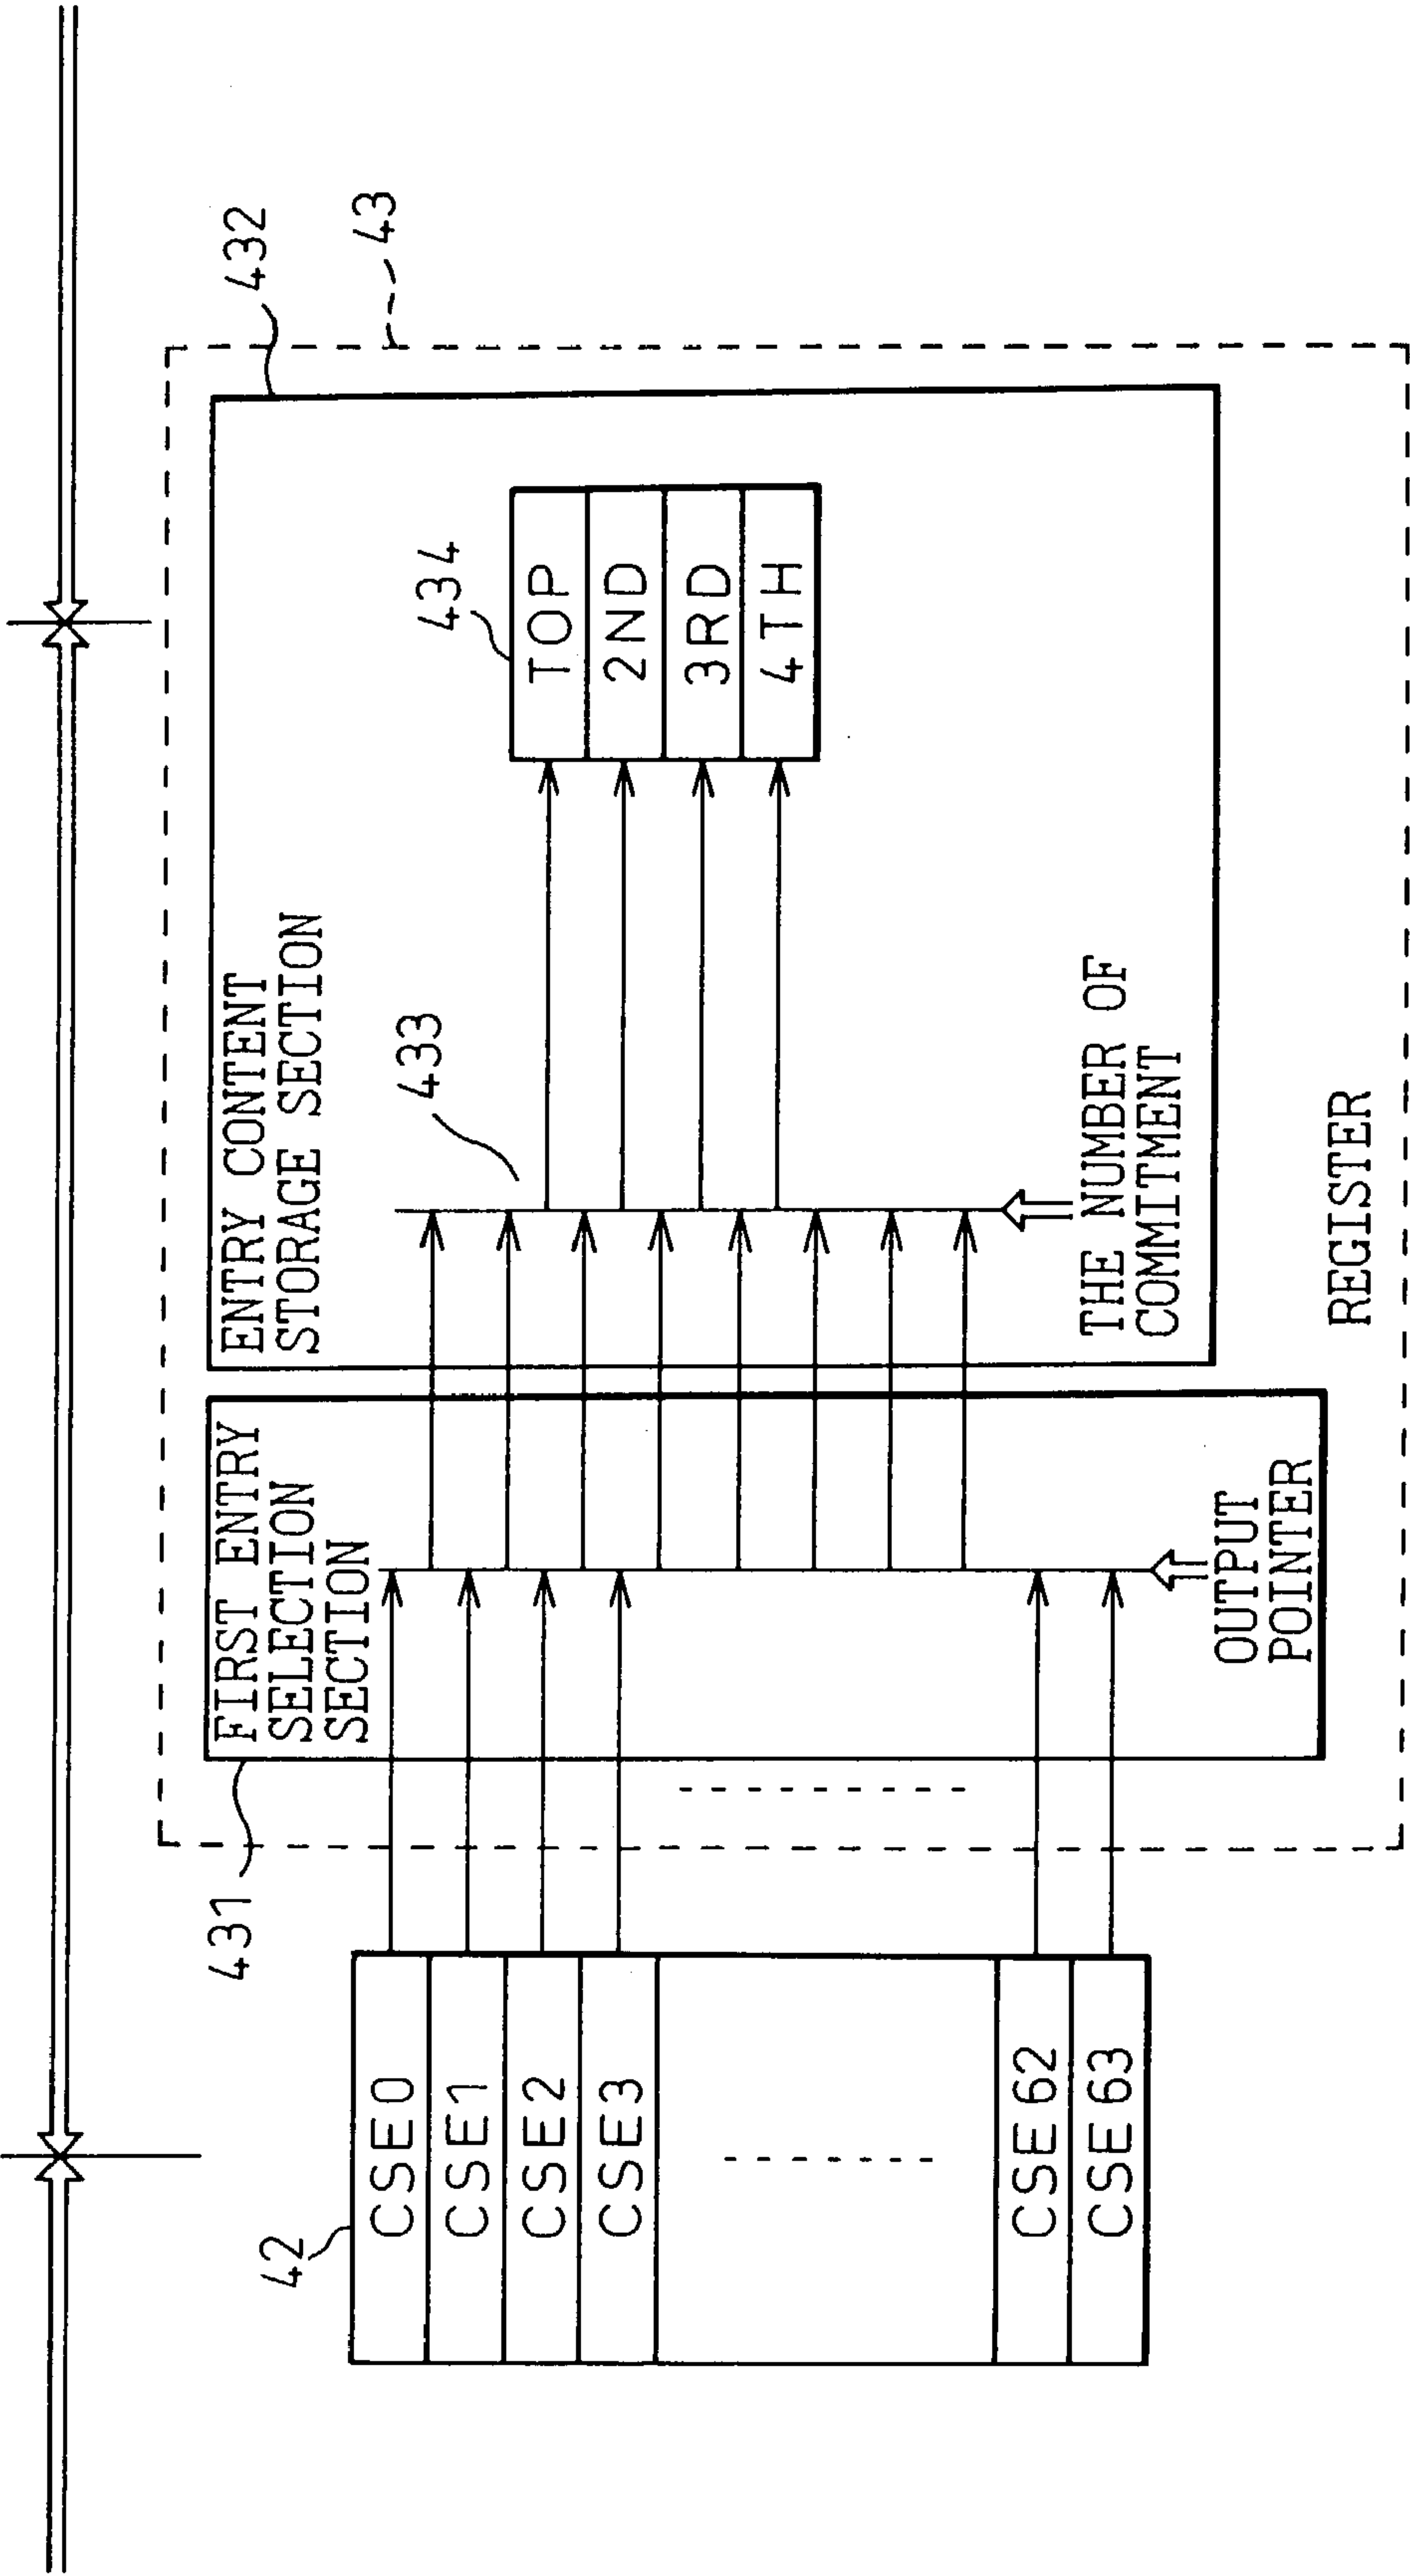 42
CSE0
CSE1
CSE2
CSE3
CSE62
CSE63
431
FIRST ENTRY
SELECTION
SECTION
OUTPUT
POINTER
ENTRY CONTENT
STORAGE SECTION
433
THE NUMBER OF
COMMITMENT
434
TOP
2ND
3RD
4TH
432
43
REGISTER